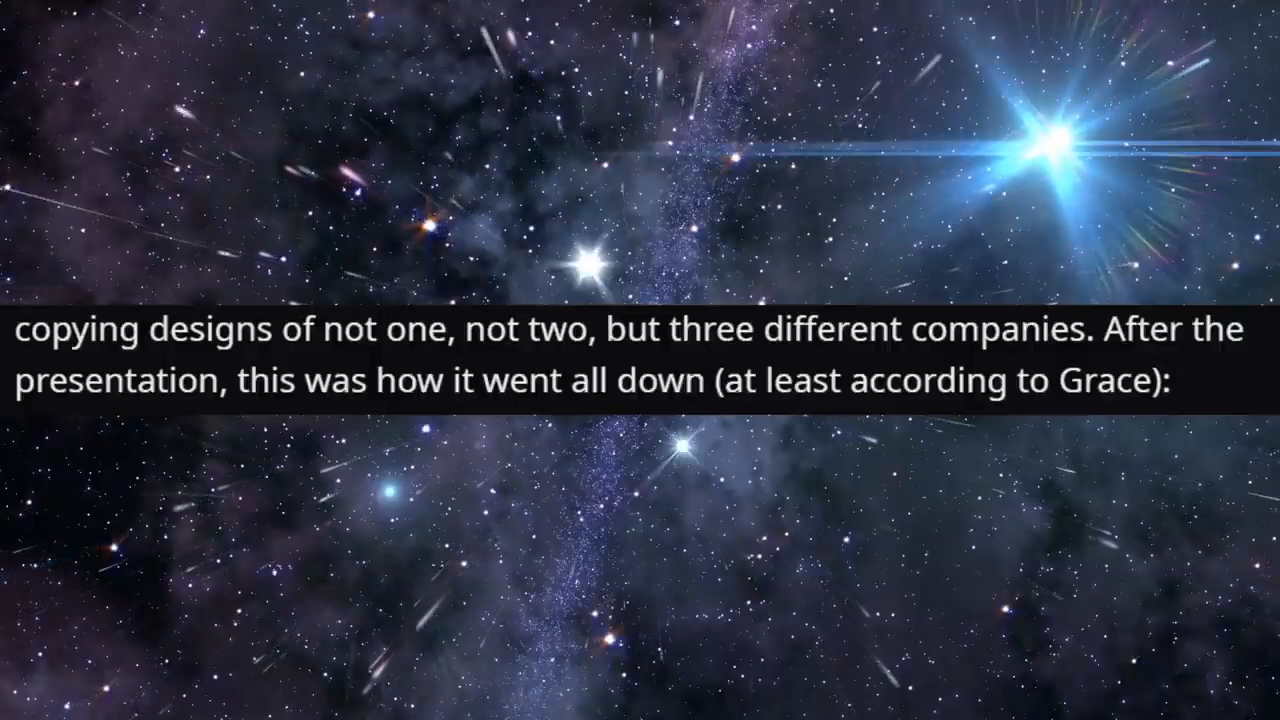 copying designs of not one, not two, but three different companies. After the
presentation, this was how it went all down (at least according to Grace):